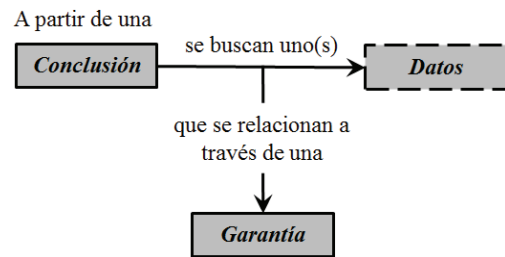 A partir de una
Conclusión
se buscan uno(s)
Datos
que se relacionan a
través de una
Garantía